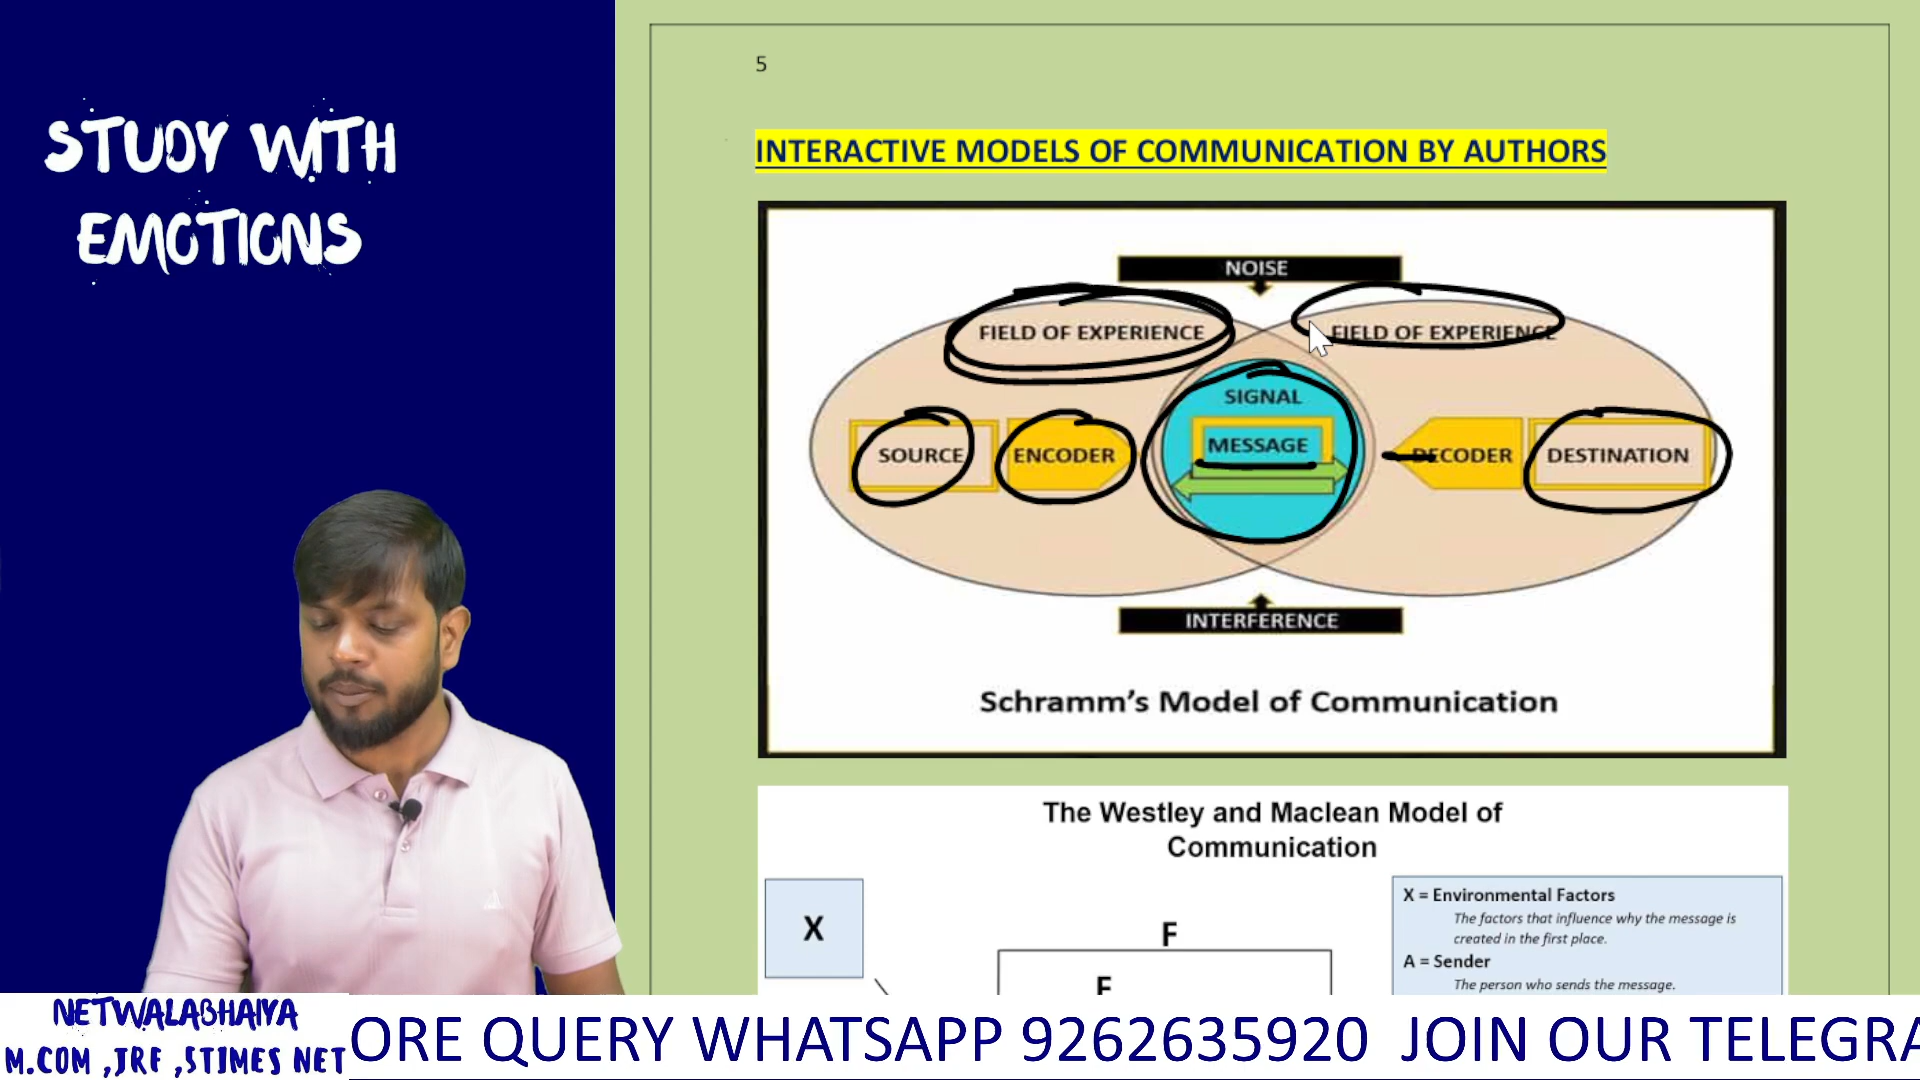 STUDY WITH
EMOTIONS
5
INTERACTIVE MODELS OF COMMUNICATION BY AUTHORS
NOISE
FIELD OF EXPERIENCE
FIELD OF EXPERIENCE
SIGNAL
MESSAGE
SOURCE
ENCODER
DECODER
DESTINATION
INTERFERENCE
Schramm's Model of Communication
The Westley and Maclean Model of
Communication
X
F
F
X = Environmental Factors
The factors that influence why the message is
created in the first place.
A = Sender
The person who sends the message.
NETWALABHAIYA
M.COM ,JRF ,5TIMES NET
ORE QUERY WHATSAPP 9262635920 JOIN OUR TELEGRA